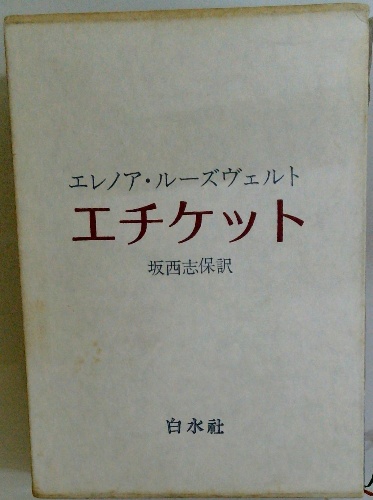 エレノア・ルーズヴェルト
エチケット
坂西志保訳
白水社